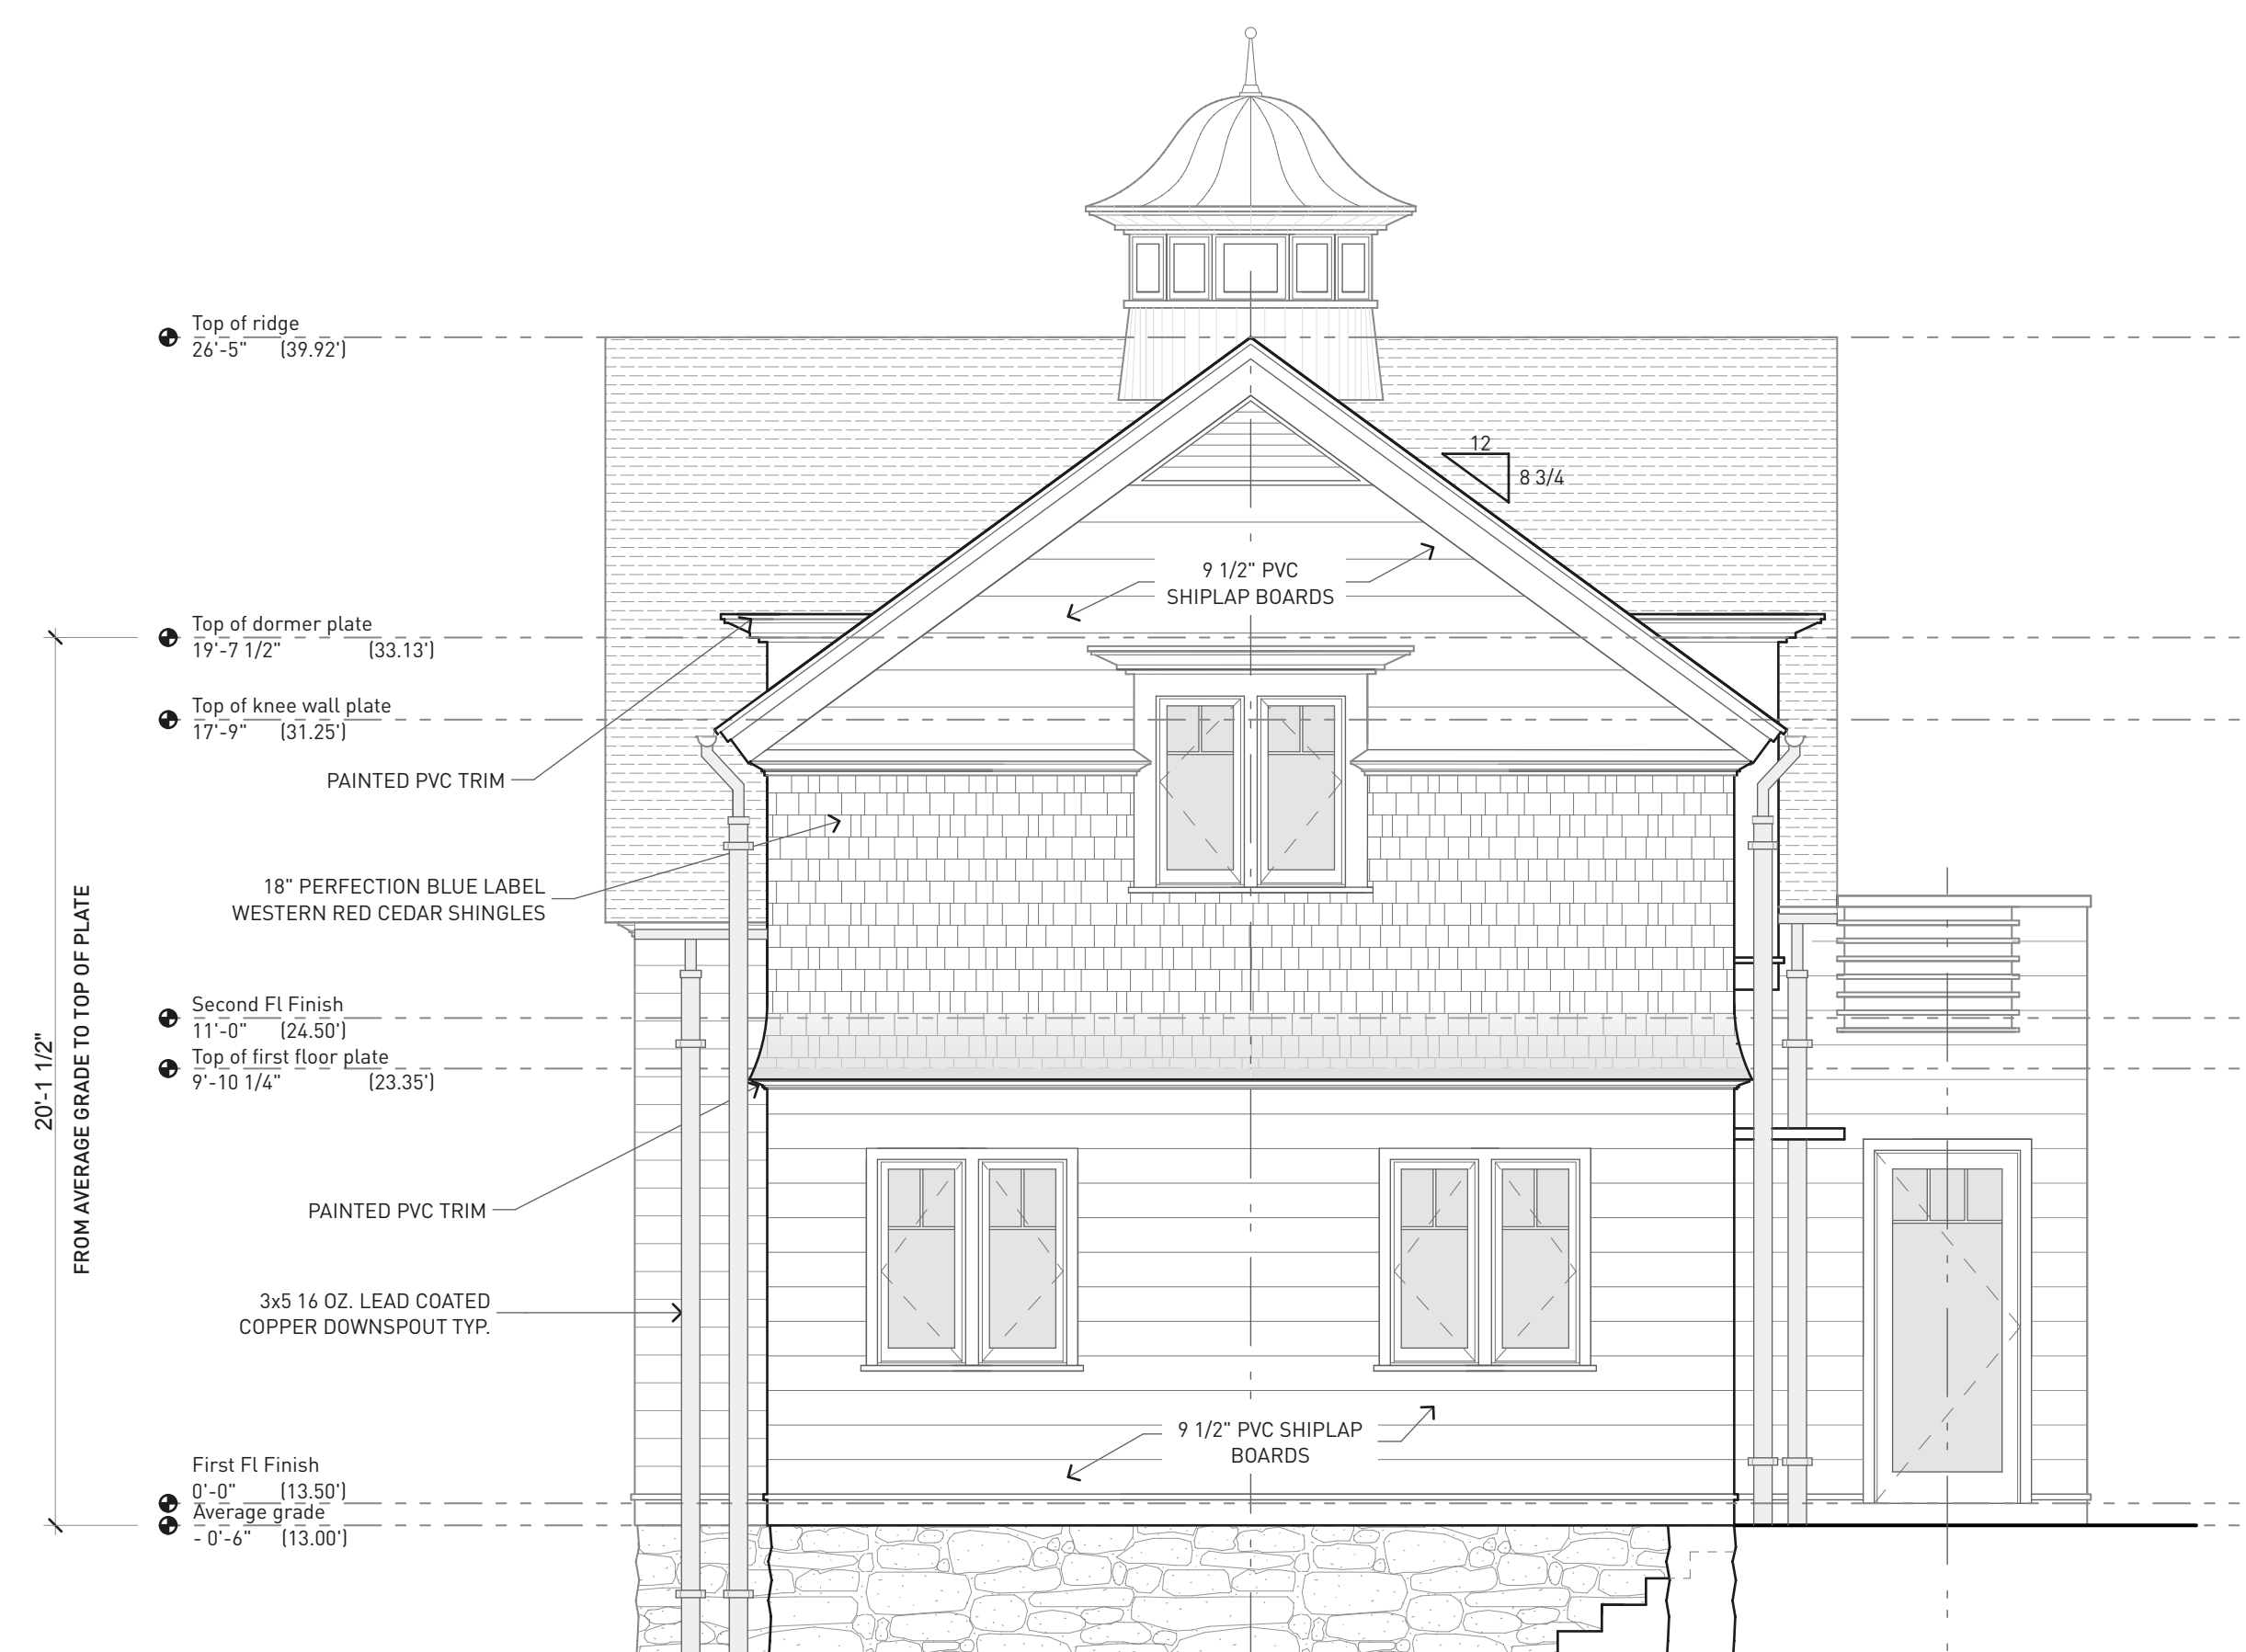 Top of ridge
26'-5" (39.92')
12
8 3/4
9 1/2" PVC
SHIPLAP BOARDS
Top of dormer plate
19'-7 1/2" (33.13')
Top of knee wall plate
17'-9" (31.25')
PAINTED PVC TRIM
18" PERFECTION BLUE LABEL
WESTERN RED CEDAR SHINGLES
Second Fl Finish
11'-0" (24.50')
Top of first floor plate
9'-10 1/4" (23.35')
20'-1 1/2"
FROM AVERAGE GRADE TO TOP OF PLATE
PAINTED PVC TRIM
3x5 16 OZ. LEAD COATED
COPPER DOWNSPOUT TYP.
9 1/2" PVC SHIPLAP
BOARDS
First Fl Finish
0'-0" (13.50')
Average grade
- 0'-6" (13.00')